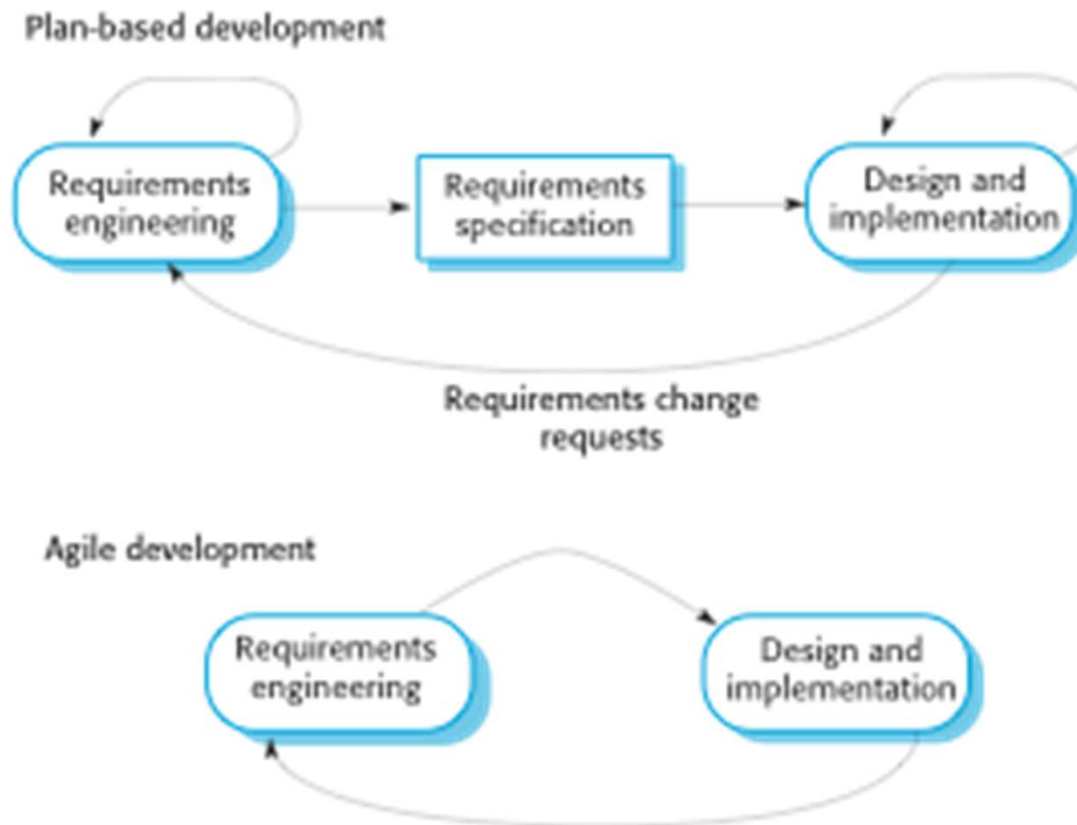 Plan-based development
Requirements
engineering
Requirements
specification
Design and
implementation
Requirements change
requests
Agile development
Requirements
engineering
Design and
implementation